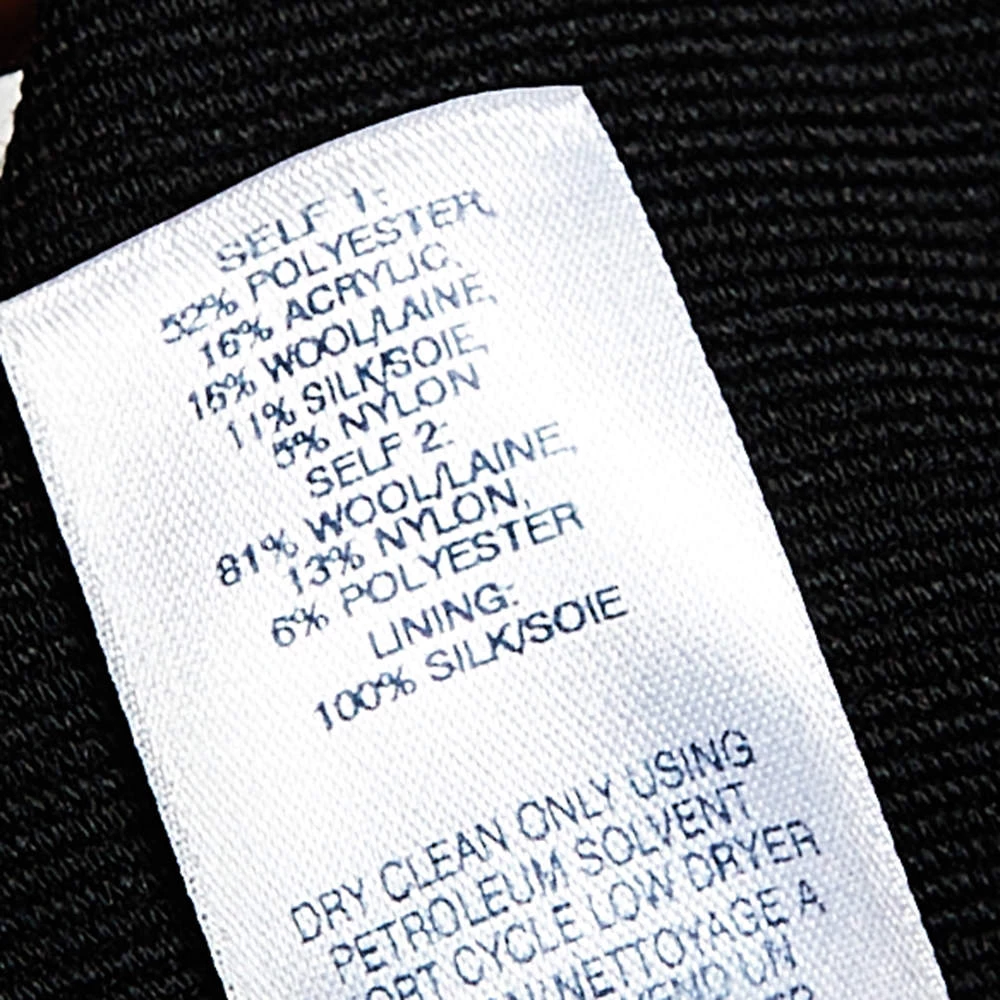 SELF 1:
52% POLYESTER,
16% ACRYLIC,
16% WOOL/LAINE,
11% SILK/SOIE,
5% NYLON
SELF 2:
81% WOOL/LAINE,
13% NYLON,
6% POLYESTER
LINING:
100% SILK/SOIE
DRY CLEAN ONLY USING
PETROLEUM SOLVENT
CYCLE LOW DRYER
NETTOYAGE A
UN